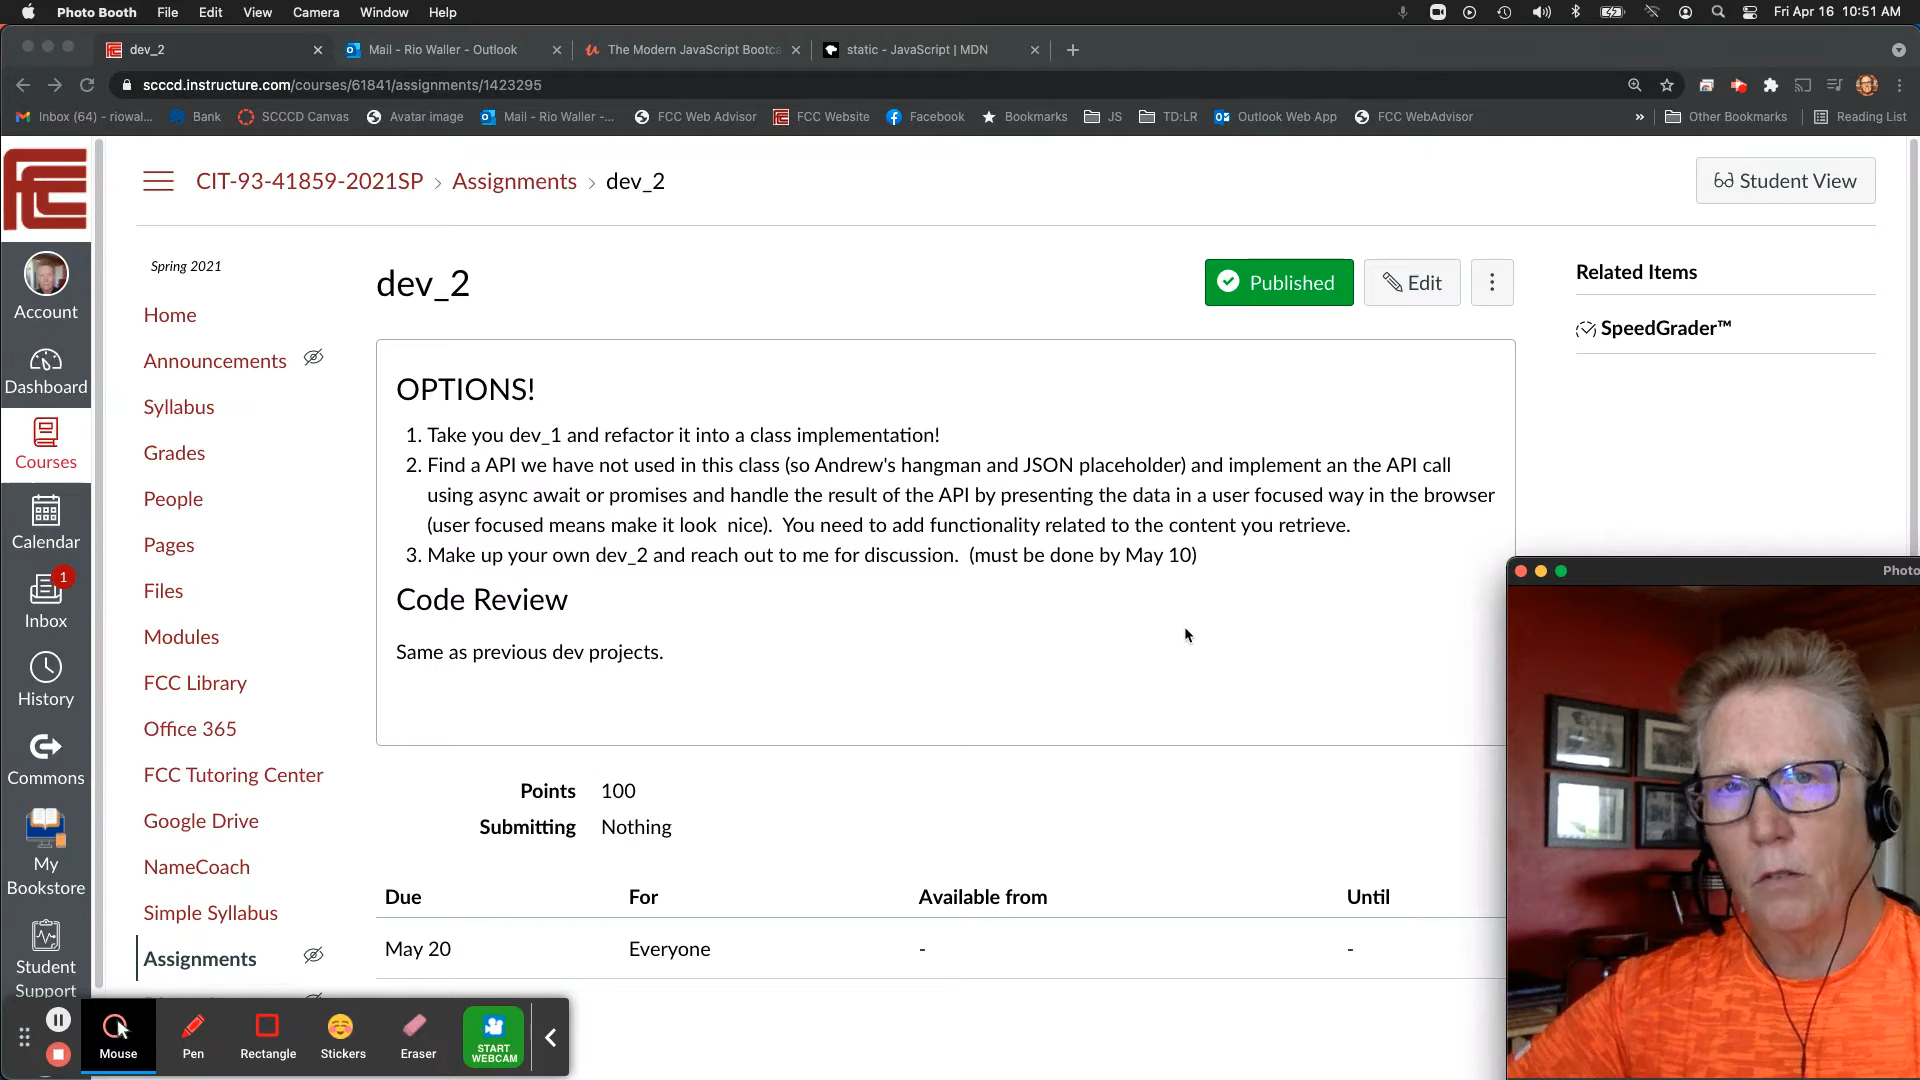 Photo Booth File Edit View Camera Window Help Fri Apr 16 10:51 AM
dev_2 Mail - Rio Waller - Outlook The Modern JavaScript Bootca static - JavaScript | MDN
scccd.instructure.com/courses/61841/assignments/1423295
Inbox (64) - riowal... Bank SCCCD Canvas Avatar image Mail - Rio Waller -... FCC Web Advisor FCC Website Facebook Bookmarks JS TD:LR Outlook Web App FCC WebAdvisor » Other Bookmarks Reading List
CIT-93-41859-2021SP › Assignments › dev_2
Student View
Account
Dashboard
Courses
Calendar
1
Inbox
History
Commons
My
Bookstore
Student
Support
Spring 2021
Home
Announcements
Syllabus
Grades
People
Pages
Files
Modules
FCC Library
Office 365
FCC Tutoring Center
Google Drive
NameCoach
Simple Syllabus
Assignments
dev_2
Published
Edit
Related Items
SpeedGrader™
OPTIONS!
1. Take you dev_1 and refactor it into a class implementation!
2. Find a API we have not used in this class (so Andrew's hangman and JSON placeholder) and implement an the API call
using async await or promises and handle the result of the API by presenting the data in a user focused way in the browser
(user focused means make it look nice). You need to add functionality related to the content you retrieve.
3. Make up your own dev_2 and reach out to me for discussion. (must be done by May 10)
Code Review
Same as previous dev projects.
Points 100
Submitting Nothing
Due For Available from Until
May 20 Everyone - -
Photo
Mouse Pen Rectangle Stickers Eraser START
WEBCAM